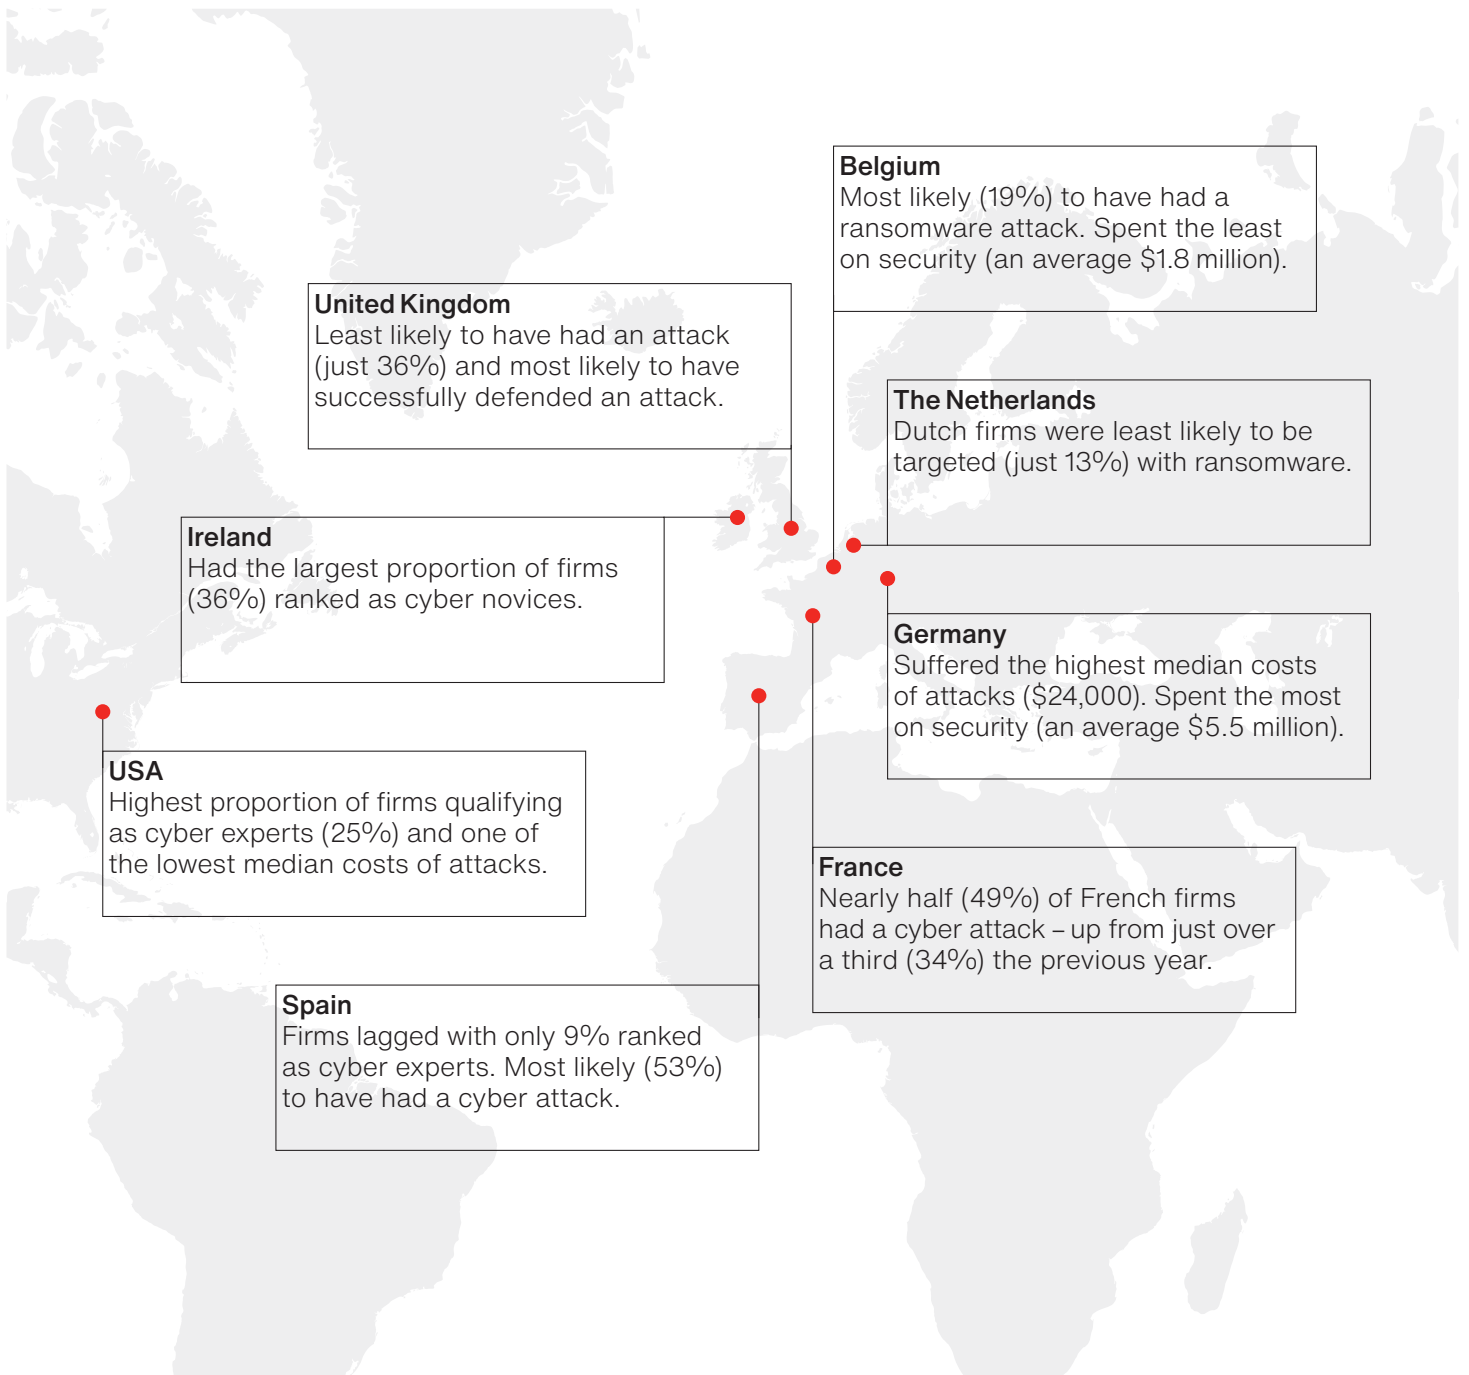 Belgium
Most likely (19%) to have had a
ransomware attack. Spent the least
on security (an average $1.8 million).
United Kingdom
Least likely to have had an attack
(just 36%) and most likely to have
successfully defended an attack.
The Netherlands
Dutch firms were least likely to be
targeted (just 13%) with ransomware.
Ireland
Had the largest proportion of firms
(36%) ranked as cyber novices.
Germany
Suffered the highest median costs
of attacks ($24,000). Spent the most
on security (an average $5.5 million).
USA
Highest proportion of firms qualifying
as cyber experts (25%) and one of
the lowest median costs of attacks.
France
Nearly half (49%) of French firms
had a cyber attack – up from just over
a third (34%) the previous year.
Spain
Firms lagged with only 9% ranked
as cyber experts. Most likely (53%)
to have had a cyber attack.